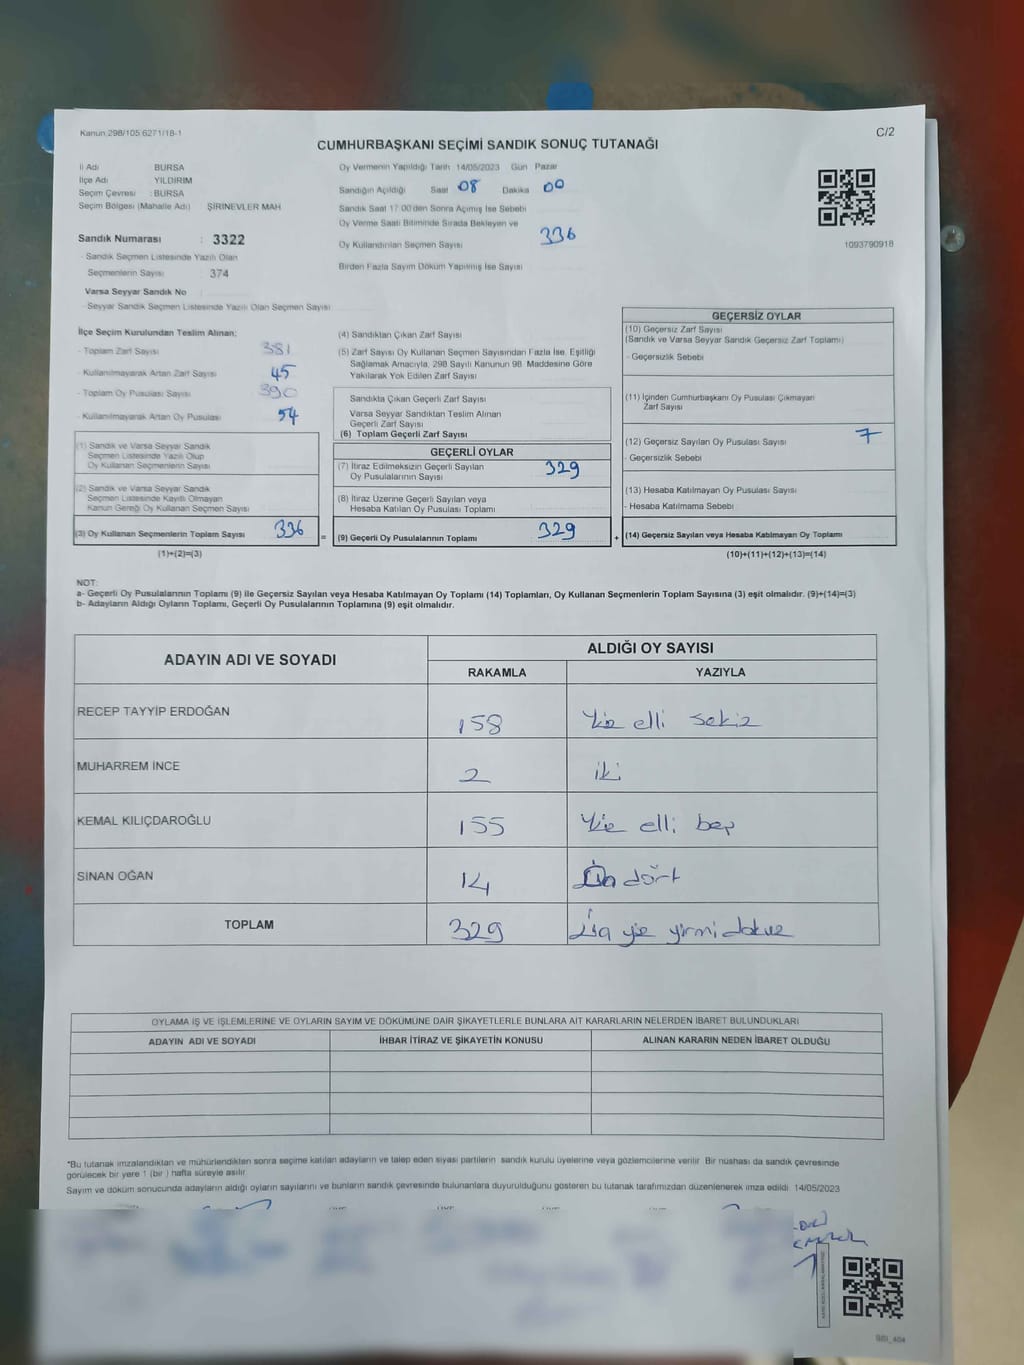 Kanun:298/105 6271/18-1
C/2
CUMHURBAŞKANI SEÇİMİ SANDIK SONUÇ TUTANAĞI
İl Adı BURSA
İlçe Adı YILDIRIM
Seçim Çevresi : BURSA
Seçim Bölgesi (Mahalle Adı) ŞİRİNEVLER MAH
Sandık Numarası : 3322
- Sandık Seçmen Listesinde Yazılı Olan
Seçmenlerin Sayısı : 374
Varsa Seyyar Sandık No
- Seyyar Sandık Seçmen Listesinde Yazılı Olan Seçmen Sayısı
Oy Vermenin Yapıldığı Tarih 14/05/2023 Gün Pazar
Sandığın Açıldığı Saat 08 Dakika 00
Sandık Saat 17:00'den Sonra Açımış İse Sebebi
Oy Verme Saati Bitiminde Sırada Bekleyen ve
Oy Kullandırılan Seçmen Sayısı 336
Birden Fazla Sayım Döküm Yapılmış İse Sayısı
1093790918
İlçe Seçim Kurulundan Teslim Alınan;
- Toplam Zarf Sayısı 381
- Kullanılmayarak Artan Zarf Sayısı 45
- Toplam Oy Pusulası Sayısı 390
- Kullanılmayarak Artan Oy Pusulası 54
(1) Sandık ve Varsa Seyyar Sandık
Seçmen Listesinde Yazılı Olup
Oy Kullanan Seçmenlerin Sayısı
(2) Sandık ve Varsa Seyyar Sandık
Seçmen Listesinde Kayıtlı Olmayan
Kanun Gereği Oy Kullanan Seçmen Sayısı
(3) Oy Kullanan Seçmenlerin Toplam Sayısı 336 =
(1)+(2)=(3)
(4) Sandıktan Çıkan Zarf Sayısı
(5) Zarf Sayısı Oy Kullanan Seçmen Sayısından Fazla İse, Eşitliği
Sağlamak Amacıyla, 298 Sayılı Kanunun 98. Maddesine Göre
Yakılarak Yok Edilen Zarf Sayısı
Sandıkta Çıkan Geçerli Zarf Sayısı
Varsa Seyyar Sandıktan Teslim Alınan
Geçerli Zarf Sayısı
(6) Toplam Geçerli Zarf Sayısı
GEÇERLİ OYLAR
(7) İtiraz Edilmeksizin Geçerli Sayılan
Oy Pusulalarının Sayısı 329
(8) İtiraz Üzerine Geçerli Sayılan veya
Hesaba Katılan Oy Pusulası Toplamı
(9) Geçerli Oy Pusulalarının Toplamı 329 +
GEÇERSİZ OYLAR
(10) Geçersiz Zarf Sayısı
(Sandık ve Varsa Seyyar Sandık Geçersiz Zarf Toplamı)
- Geçersizlik Sebebi
(11) İçinden Cumhurbaşkanı Oy Pusulası Çıkmayan
Zarf Sayısı
(12) Geçersiz Sayılan Oy Pusulası Sayısı 7
- Geçersizlik Sebebi
(13) Hesaba Katılmayan Oy Pusulası Sayısı
- Hesaba Katılmama Sebebi
(14) Geçersiz Sayılan veya Hesaba Katılmayan Oy Toplamı
(10)+(11)+(12)+(13)=(14)
NOT:
a- Geçerli Oy Pusulalarının Toplamı (9) ile Geçersiz Sayılan veya Hesaba Katılmayan Oy Toplamı (14) Toplamları, Oy Kullanan Seçmenlerin Toplam Sayısına (3) eşit olmalıdır. (9)+(14)=(3)
b- Adayların Aldığı Oyların Toplamı, Geçerli Oy Pusulalarının Toplamına (9) eşit olmalıdır.
ADAYIN ADI VE SOYADI
ALDIĞI OY SAYISI
RAKAMLA YAZIYLA
RECEP TAYYİP ERDOĞAN 158 Yüz elli sekiz
MUHARREM İNCE 2 iki
KEMAL KILIÇDAROĞLU 155 Yüz elli beş
SİNAN OĞAN 14 On dört
TOPLAM 329 Üç yüz yirmi dokuz
OYLAMA İŞ VE İŞLEMLERİNE VE OYLARIN SAYIM VE DÖKÜMÜNE DAİR ŞİKAYETLERLE BUNLARA AİT KARARLARIN NELERDEN İBARET BULUNDUKLARI
ADAYIN ADI VE SOYADI İHBAR İTİRAZ VE ŞİKAYETİN KONUSU ALINAN KARARIN NEDEN İBARET OLDUĞU
*Bu tutanak imzalandıktan ve mühürlendikten sonra seçime katılan adayların ve talep eden siyasi partilerin sandık kurulu üyelerine veya gözlemcilerine verilir. Bir nüshası da sandık çevresinde
görülecek bir yere 1 (bir ) hafta süreyle asılır.
Sayım ve döküm sonucunda adayların aldığı oyların sayılarını ve bunların sandık çevresinde bulunanlara duyurulduğunu gösteren bu tutanak tarafımızdan düzenlenerek imza edildi. 14/05/2023